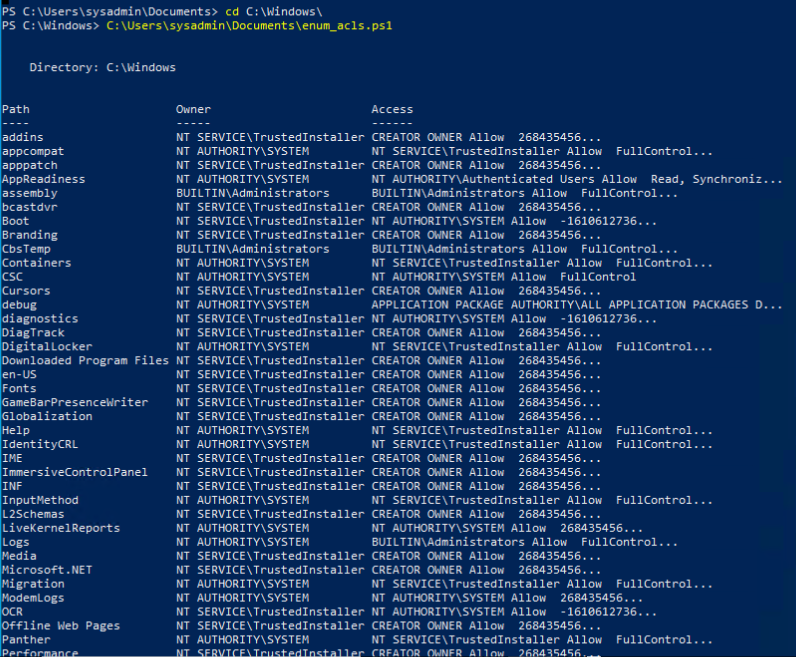 PS C:\Users\sysadmin\Documents> cd C:\Windows\
PS C:\Windows> C:\Users\sysadmin\Documents\enum_acls.ps1
Directory: C:\Windows
Path Owner Access
---- ----- ------
addins NT SERVICE\TrustedInstaller CREATOR OWNER Allow 268435456...
appcompat NT AUTHORITY\SYSTEM NT SERVICE\TrustedInstaller Allow FullControl...
apppatch NT SERVICE\TrustedInstaller CREATOR OWNER Allow 268435456...
AppReadiness NT AUTHORITY\SYSTEM NT AUTHORITY\Authenticated Users Allow Read, Synchroniz...
assembly BUILTIN\Administrators BUILTIN\Administrators Allow FullControl...
bcastdvr NT SERVICE\TrustedInstaller CREATOR OWNER Allow 268435456...
Boot NT AUTHORITY\SYSTEM NT AUTHORITY\SYSTEM Allow -1610612736...
Branding NT SERVICE\TrustedInstaller CREATOR OWNER Allow 268435456...
CbsTemp BUILTIN\Administrators BUILTIN\Administrators Allow FullControl...
Containers NT AUTHORITY\SYSTEM NT SERVICE\TrustedInstaller Allow FullControl...
CSC NT AUTHORITY\SYSTEM NT AUTHORITY\SYSTEM Allow FullControl
Cursors NT SERVICE\TrustedInstaller CREATOR OWNER Allow 268435456...
debug NT AUTHORITY\SYSTEM APPLICATION PACKAGE AUTHORITY\ALL APPLICATION PACKAGES D...
diagnostics NT AUTHORITY\SYSTEM NT AUTHORITY\SYSTEM Allow -1610612736...
DiagTrack NT SERVICE\TrustedInstaller CREATOR OWNER Allow 268435456...
DigitalLocker NT AUTHORITY\SYSTEM NT SERVICE\TrustedInstaller Allow FullControl...
Downloaded Program Files NT SERVICE\TrustedInstaller CREATOR OWNER Allow 268435456...
en-US NT SERVICE\TrustedInstaller CREATOR OWNER Allow 268435456...
Fonts NT SERVICE\TrustedInstaller CREATOR OWNER Allow 268435456...
GameBarPresenceWriter NT SERVICE\TrustedInstaller CREATOR OWNER Allow 268435456...
Globalization NT SERVICE\TrustedInstaller CREATOR OWNER Allow 268435456...
Help NT AUTHORITY\SYSTEM NT SERVICE\TrustedInstaller Allow FullControl...
IdentityCRL NT AUTHORITY\SYSTEM NT SERVICE\TrustedInstaller Allow FullControl...
IME NT SERVICE\TrustedInstaller CREATOR OWNER Allow 268435456...
ImmersiveControlPanel NT SERVICE\TrustedInstaller CREATOR OWNER Allow 268435456...
INF NT SERVICE\TrustedInstaller CREATOR OWNER Allow 268435456...
InputMethod NT AUTHORITY\SYSTEM NT SERVICE\TrustedInstaller Allow FullControl...
L2Schemas NT SERVICE\TrustedInstaller CREATOR OWNER Allow 268435456...
LiveKernelReports NT AUTHORITY\SYSTEM NT AUTHORITY\SYSTEM Allow 268435456...
Logs NT AUTHORITY\SYSTEM BUILTIN\Administrators Allow FullControl...
Media NT SERVICE\TrustedInstaller CREATOR OWNER Allow 268435456...
Microsoft.NET NT SERVICE\TrustedInstaller CREATOR OWNER Allow 268435456...
Migration NT AUTHORITY\SYSTEM NT SERVICE\TrustedInstaller Allow FullControl...
ModemLogs NT AUTHORITY\SYSTEM NT AUTHORITY\SYSTEM Allow 268435456...
OCR NT AUTHORITY\SYSTEM NT AUTHORITY\SYSTEM Allow -1610612736...
Offline Web Pages NT SERVICE\TrustedInstaller CREATOR OWNER Allow 268435456...
Panther NT AUTHORITY\SYSTEM NT SERVICE\TrustedInstaller Allow FullControl...
Performance NT SERVICE\TrustedInstaller CREATOR OWNER Allow 268435456...